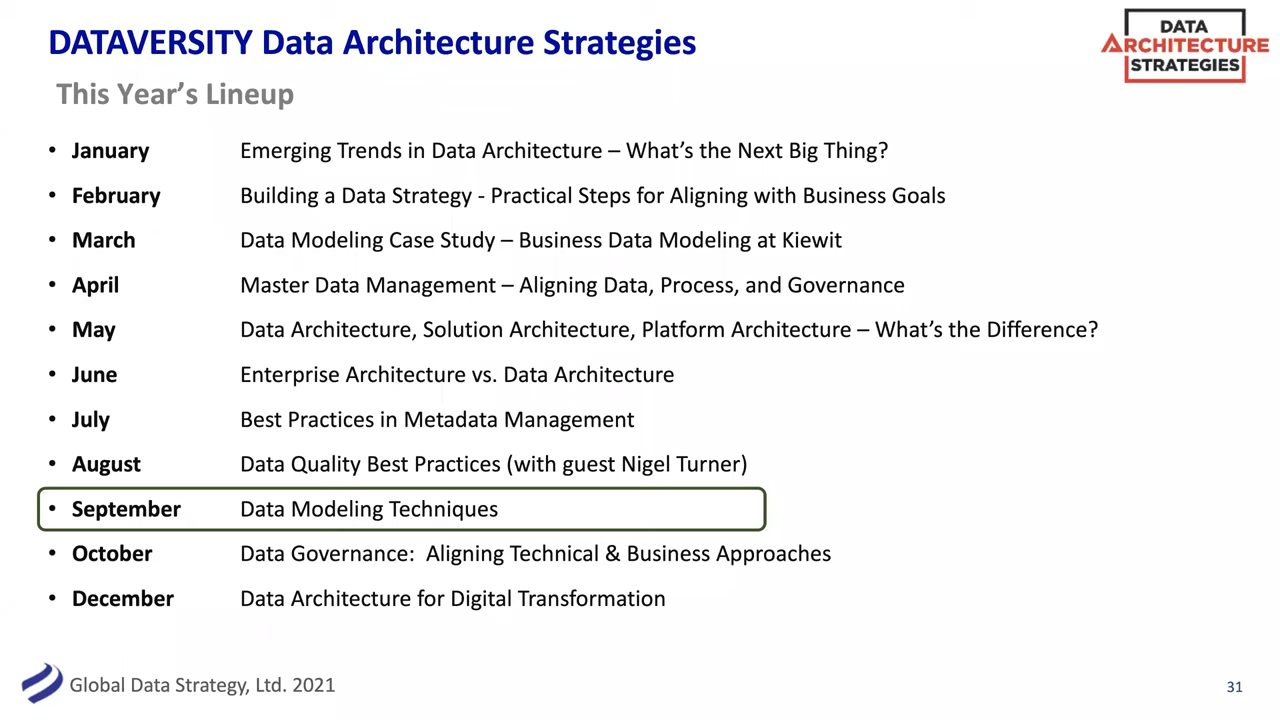 DATAVERSITY Data Architecture Strategies
DATA
ARCHITECTURE
STRATEGIES
This Year’s Lineup
• January Emerging Trends in Data Architecture – What’s the Next Big Thing?
• February Building a Data Strategy - Practical Steps for Aligning with Business Goals
• March Data Modeling Case Study – Business Data Modeling at Kiewit
• April Master Data Management – Aligning Data, Process, and Governance
• May Data Architecture, Solution Architecture, Platform Architecture – What’s the Difference?
• June Enterprise Architecture vs. Data Architecture
• July Best Practices in Metadata Management
• August Data Quality Best Practices (with guest Nigel Turner)
• September Data Modeling Techniques
• October Data Governance: Aligning Technical & Business Approaches
• December Data Architecture for Digital Transformation
Global Data Strategy, Ltd. 2021
31